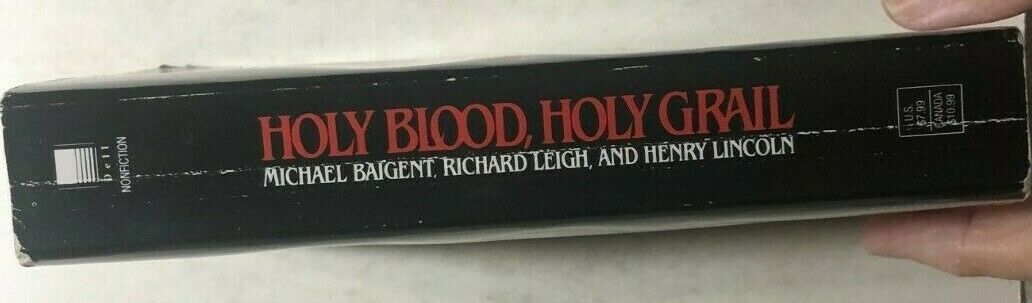 dell
NONFICTION
HOLY BLOOD, HOLY GRAIL
MICHAEL BAIGENT, RICHARD LEIGH, AND HENRY LINCOLN
U.S.
$7.99
CANADA
$10.99